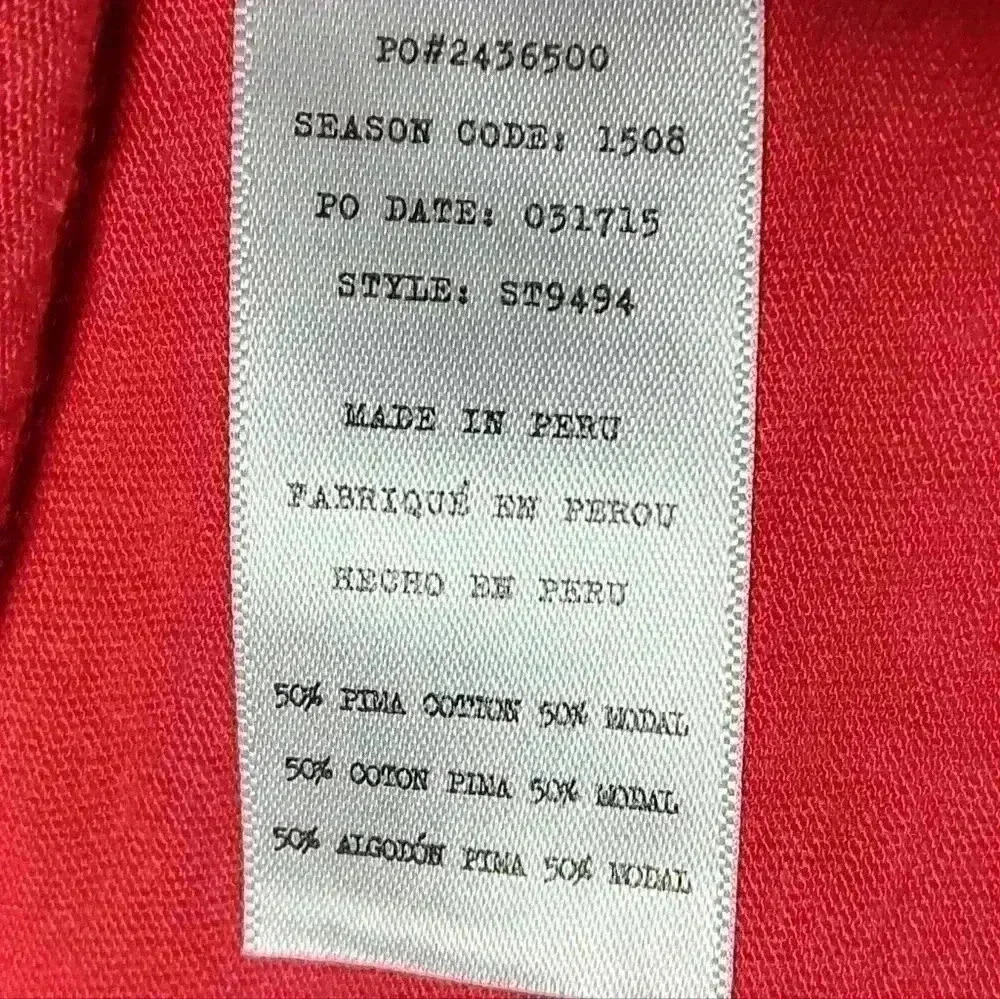 PO#2436500
SEASON CODE: 1508
PO DATE: 031715
STYLE: ST9494
MADE IN PERU
FABRIQUÉ EN PEROU
HECHO EN PERU
50% PIMA COTTON 50% MODAL
50% COTON PIMA 50% MODAL
50% ALGODÓN PIMA 50% MODAL